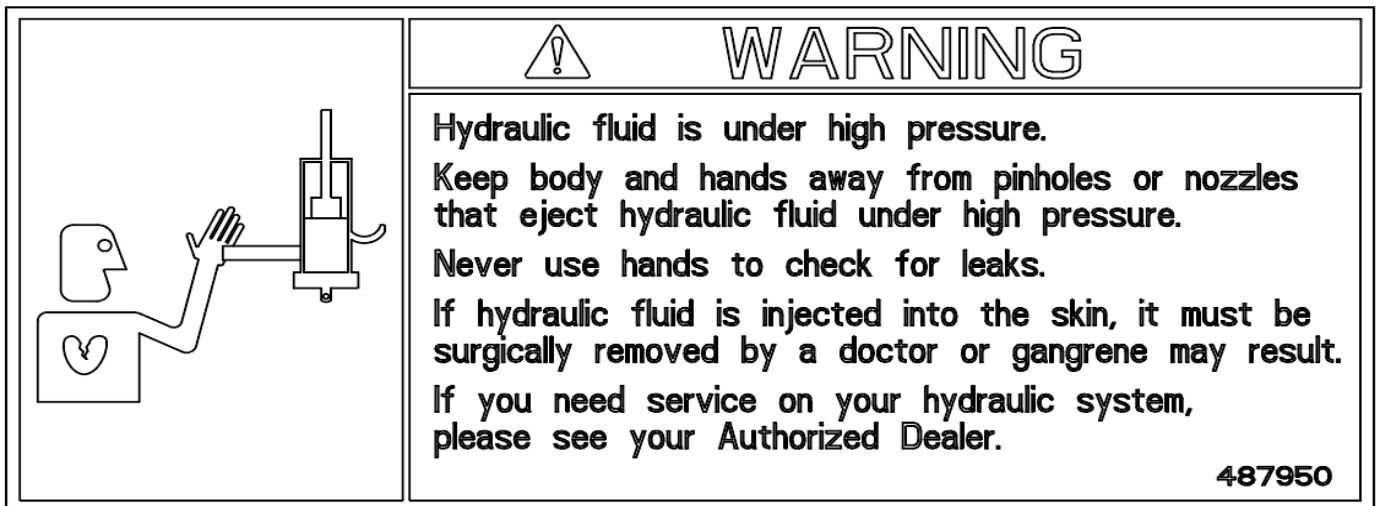 WARNING
Hydraulic fluid is under high pressure.
Keep body and hands away from pinholes or nozzles
that eject hydraulic fluid under high pressure.
Never use hands to check for leaks.
If hydraulic fluid is injected into the skin, it must be
surgically removed by a doctor or gangrene may result.
If you need service on your hydraulic system,
please see your Authorized Dealer.
487950